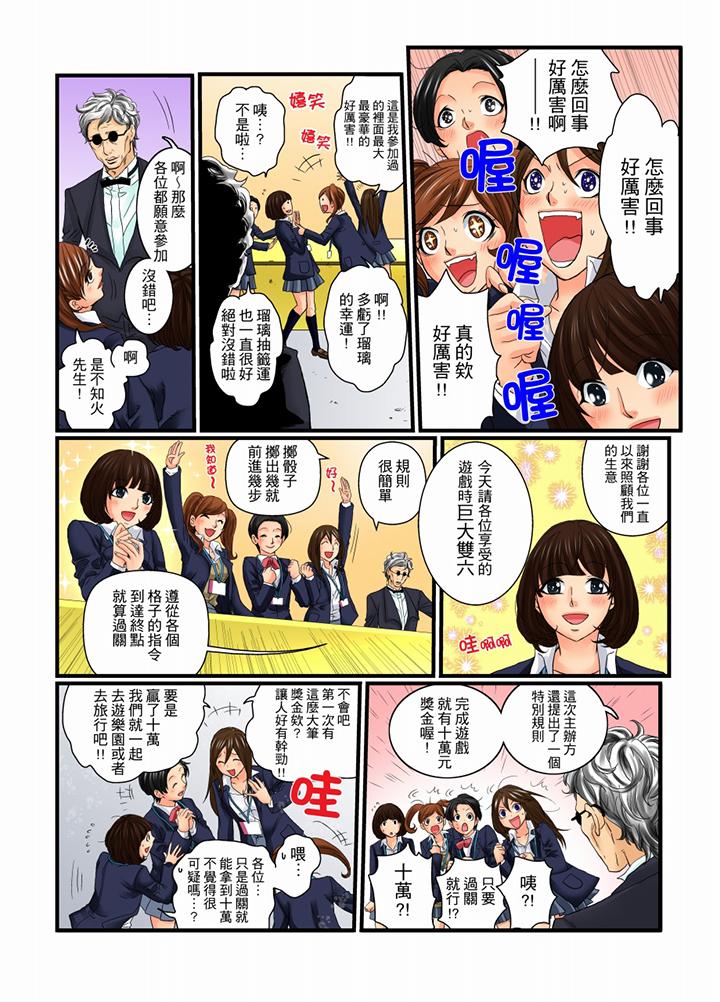 怎麼回事
好厲害啊
——!!
怎麼回事
好厲害!!
喔
喔
喔
喔
真的欸
好厲害!!
這是我參加過
的裡面最大
最豪華的
好厲害!!
嬉笑
嬉笑
咦…?
不是啦…
啊!!
多虧了瑠璃
的幸運!
瑠璃抽籤運
也一直很好
絕對沒錯啦
啊～那麼
各位都願意參加
沒錯吧…
啊
是不知火
先生!
謝謝各位一直
以來照顧我們
的生意
今天請各位享受的
遊戲時巨大雙六
哇啊啊
規則
很簡單
好～
擲骰子
擲出幾就
前進幾步
我知道～
遵從各個
格子的指令
到達終點
就算過關
這次主辦方
還提出了一個
特別規則
完成遊戲
就有十萬元
獎金喔!
咦?!
只要
過關
就行!?
十萬?!
不會吧
第一次有
這麼大筆
獎金欸?
讓人好有幹勁!!
哇
要是
贏了十萬
我們就一起
去遊樂園或者
去旅行吧!!
喂…
各位…
只是過關就
能拿到十萬
不覺得很
可疑嗎…?